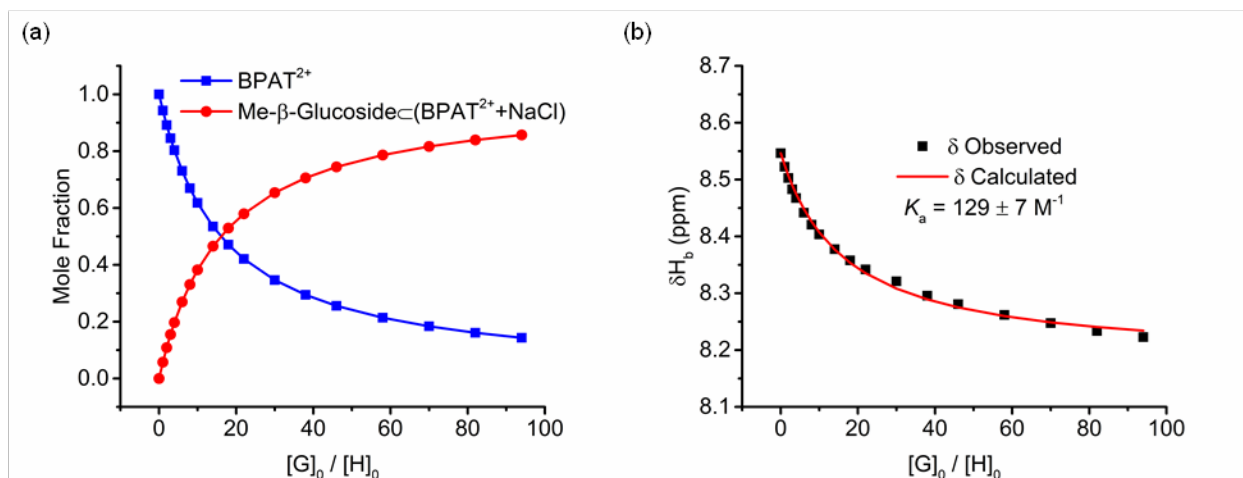 (a)
BPAT²⁺
Me-β-Glucoside⊂(BPAT²⁺+NaCl)
Mole Fraction
1.0
0.8
0.6
0.4
0.2
0.0
0 20 40 60 80 100
[G]₀ / [H]₀
(b)
δ Observed
δ Calculated
Kₐ = 129 ± 7 M⁻¹
δH_b (ppm)
8.7
8.6
8.5
8.4
8.3
8.2
8.1
0 20 40 60 80 100
[G]₀ / [H]₀